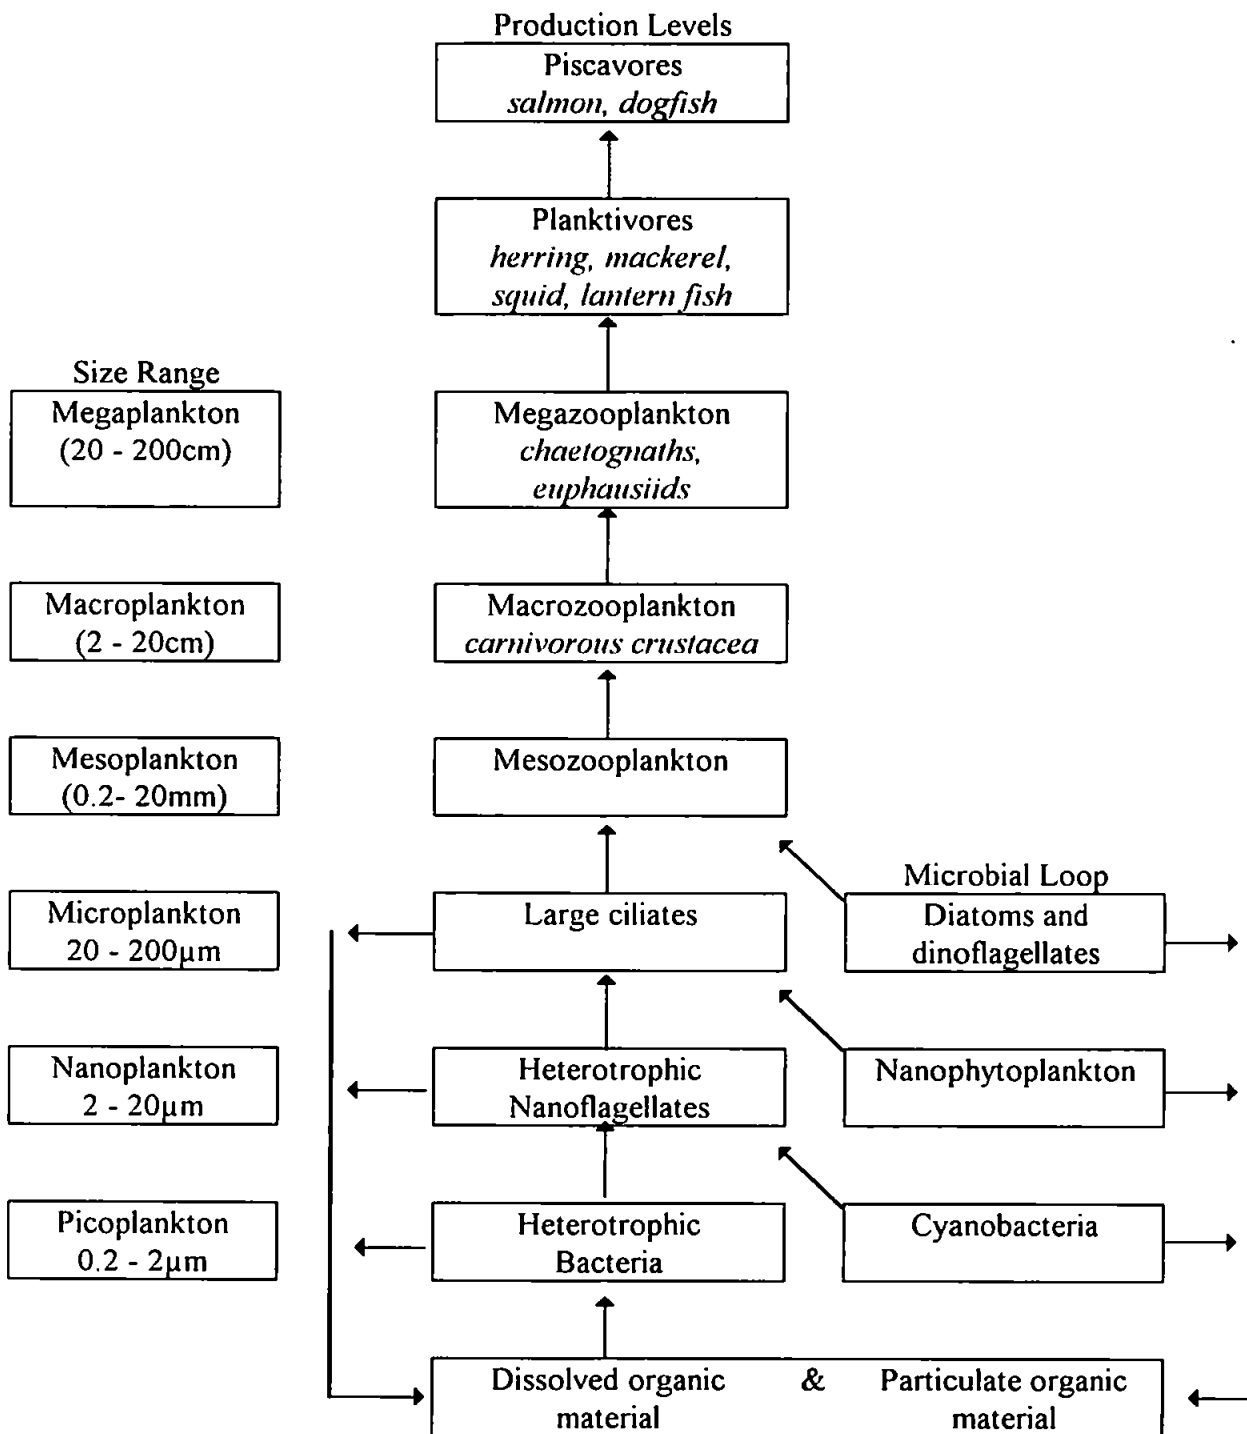 Production Levels
Piscavores
salmon, dogfish
Planktivores
herring, mackerel,
squid, lantern fish
Size Range
Megaplankton
(20 - 200cm)
Megazooplankton
chaetognaths,
euphausiids
Macroplankton
(2 - 20cm)
Macrozooplankton
carnivorous crustacea
Mesoplankton
(0.2- 20mm)
Mesozooplankton
Microbial Loop
Microplankton
20 - 200µm
Large ciliates
Diatoms and
dinoflagellates
Nanoplankton
2 - 20µm
Heterotrophic
Nanoflagellates
Nanophytoplankton
Picoplankton
0.2 - 2µm
Heterotrophic
Bacteria
Cyanobacteria
Dissolved organic & Particulate organic
material material